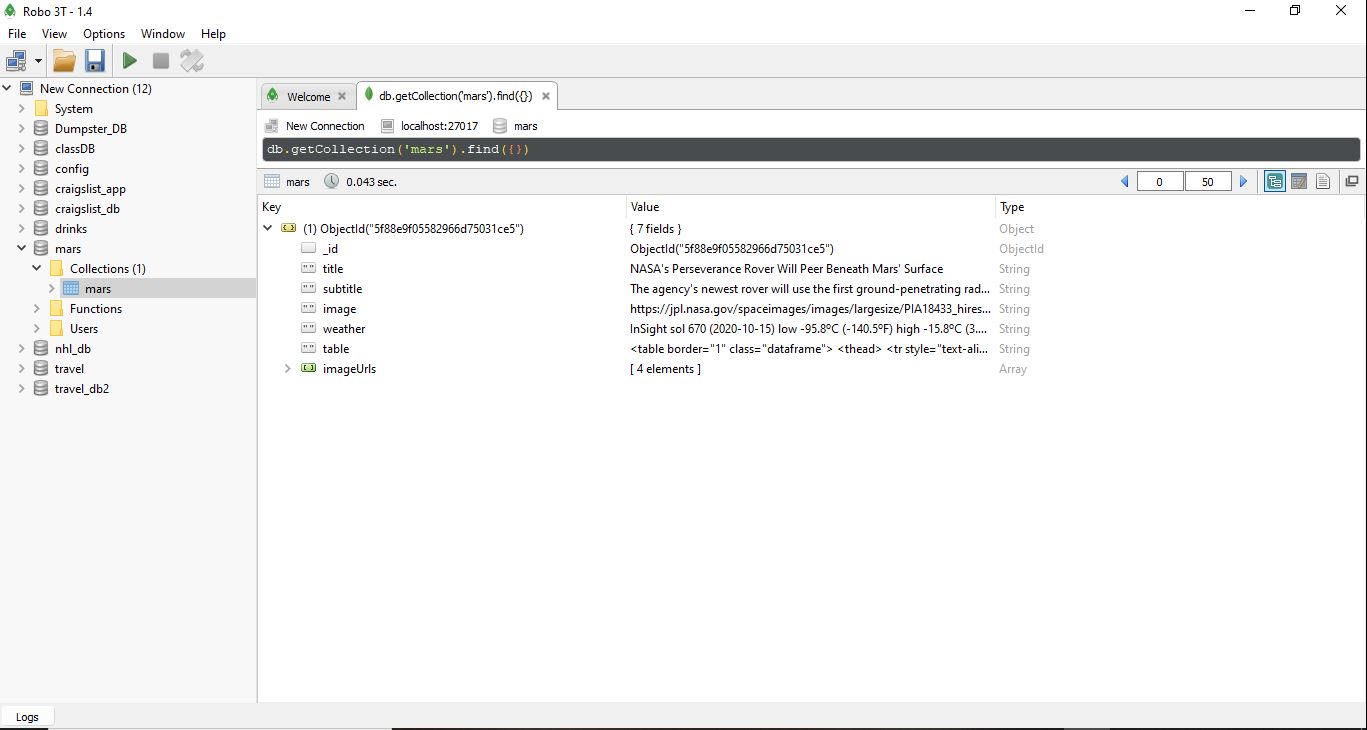 Robo 3T - 1.4
File View Options Window Help
New Connection (12)
System
Dumpster_DB
classDB
config
craigslist_app
craigslist_db
drinks
mars
Collections (1)
mars
Functions
Users
nhl_db
travel
travel_db2
Welcome db.getCollection('mars').find({})
New Connection localhost:27017 mars
db.getCollection('mars').find({})
mars 0.043 sec. 0 50
Key Value Type
(1) ObjectId("5f88e9f05582966d75031ce5") { 7 fields } Object
_id ObjectId("5f88e9f05582966d75031ce5") ObjectId
title NASA's Perseverance Rover Will Peer Beneath Mars' Surface String
subtitle The agency's newest rover will use the first ground-penetrating rad... String
image https://jpl.nasa.gov/spaceimages/images/largesize/PIA18433_hires... String
weather InSight sol 670 (2020-10-15) low -95.8ºC (-140.5ºF) high -15.8ºC (3.... String
table <table border="1" class="dataframe"> <thead> <tr style="text-ali... String
imageUrls [ 4 elements ] Array
Logs